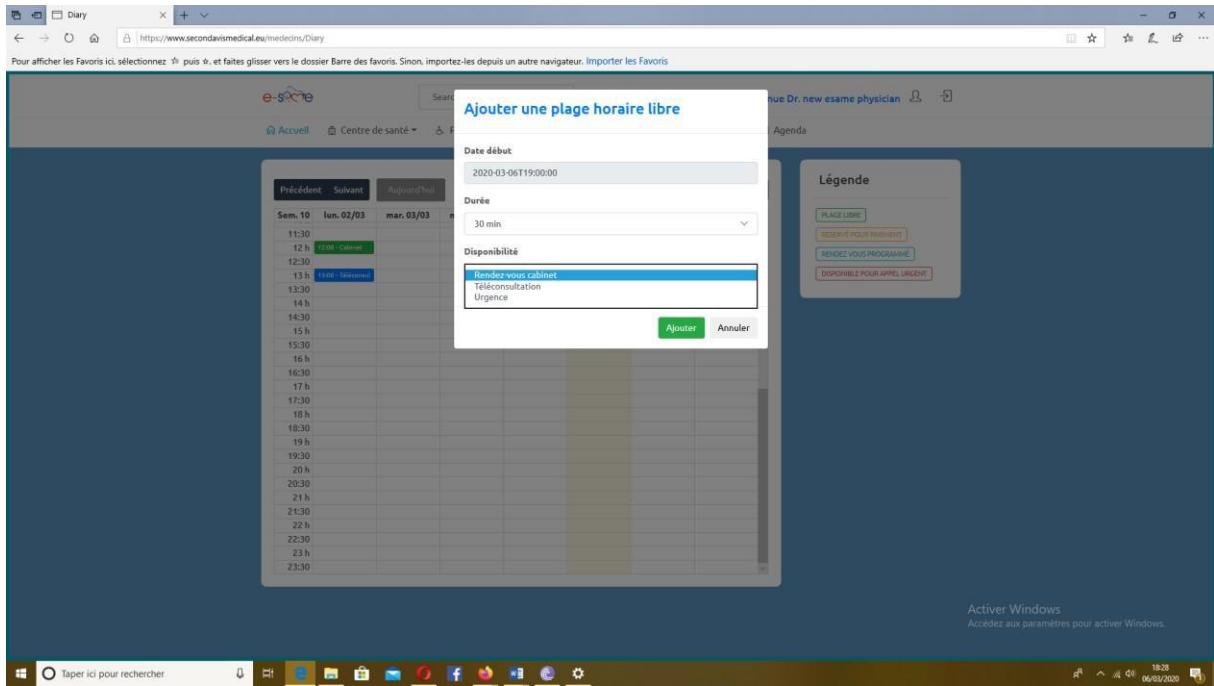 Diary
https://www.secondavismedical.eu/medecins/Diary
Pour afficher les Favoris ici, sélectionnez puis ☆, et faites glisser vers le dossier Barre des favoris. Sinon, importez-les depuis un autre navigateur. Importer les Favoris
e-same
Ajouter une plage horaire libre
Dr. new esame physician
Accueil Centre de santé Agenda
Date début
2020-03-06T19:00:00
Légende
Précédent Suivant Aujourd'hui
Durée
Sem. 10 lun. 02/03 mar. 03/03
PLAGE LIBRE
30 min
11:30
RESERVÉ POUR PAIEMENT
12 h 12:00 - Cabinet
Disponibilité
RENDEZ VOUS PROGRAMMÉ
12:30
13 h
Rendez-vous cabinet
DISPONIBLE POUR APPEL URGENT
13:30
Téléconsultation
14 h
Urgence
14:30
15 h
Ajouter Annuler
15:30
16 h
16:30
17 h
17:30
18 h
18:30
19 h
19:30
20 h
20:30
21 h
21:30
22 h
22:30
23 h
23:30
Activer Windows
Accédez aux paramètres pour activer Windows.
Taper ici pour rechercher
18:28
06/03/2020